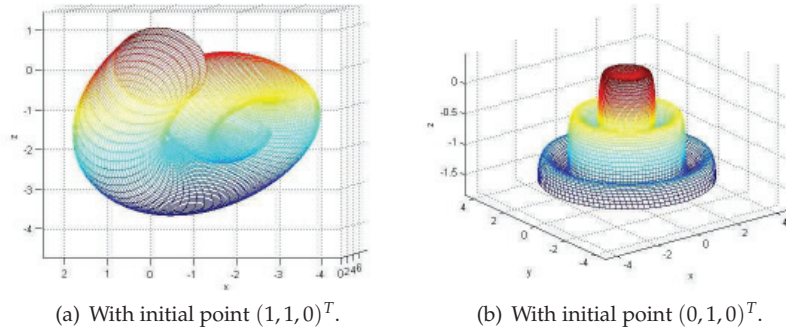 1
0
-1
-2
-3
-4
z
2 1 0 -1 -2 -3 -4 0246
x
(a) With initial point $(1,1,0)^T$.
0
-0.5
-1
-1.5
z
4 2 0 -2 -4
y
-4 -2 0 2 4
x
(b) With initial point $(0,1,0)^T$.